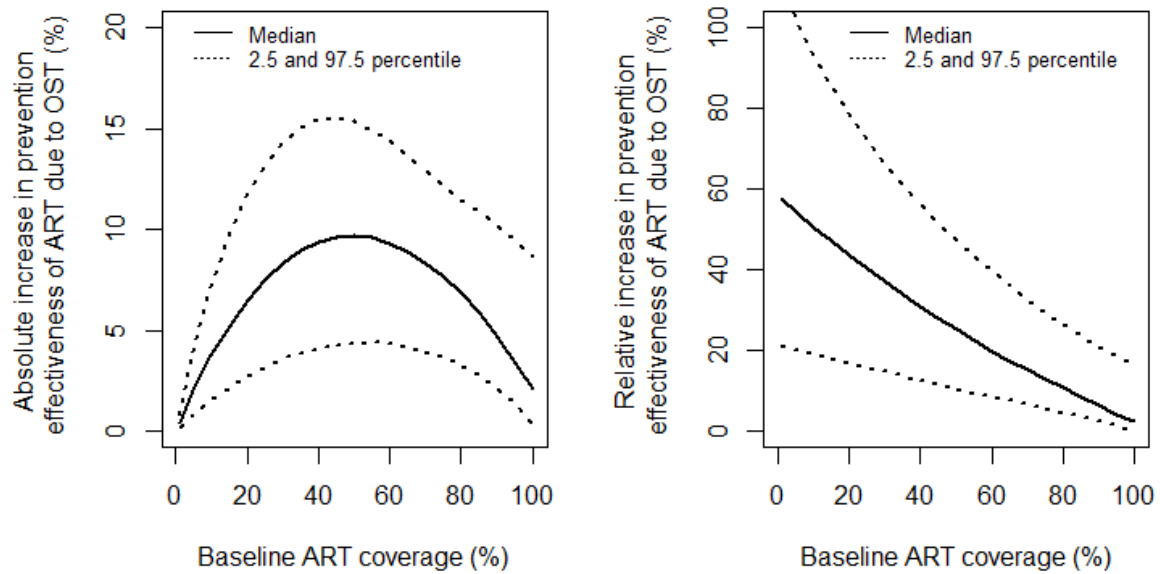 Absolute increase in prevention
effectiveness of ART due to OST (%)
20
15
10
5
0
Median
2.5 and 97.5 percentile
0 20 40 60 80 100
Baseline ART coverage (%)
Relative increase in prevention
effectiveness of ART due to OST (%)
100
80
60
40
20
0
Median
2.5 and 97.5 percentile
0 20 40 60 80 100
Baseline ART coverage (%)